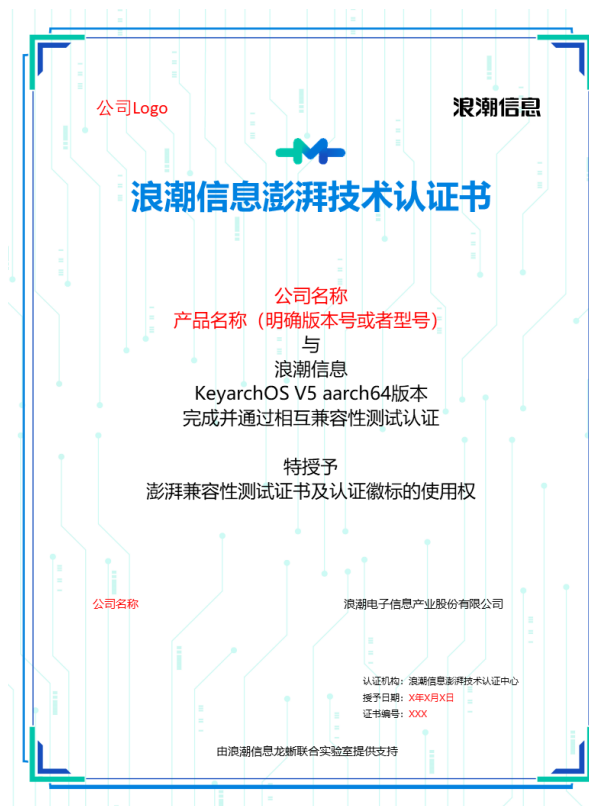 公司Logo
浪潮信息
浪潮信息澎湃技术认证书
公司名称
产品名称（明确版本号或者型号）
与
浪潮信息
KeyarchOS V5 aarch64版本
完成并通过相互兼容性测试认证
特授予
澎湃兼容性测试证书及认证徽标的使用权
公司名称
浪潮电子信息产业股份有限公司
认证机构：浪潮信息澎湃技术认证中心
授予日期：X年X月X日
证书编号：XXX
由浪潮信息龙蜥联合实验室提供支持